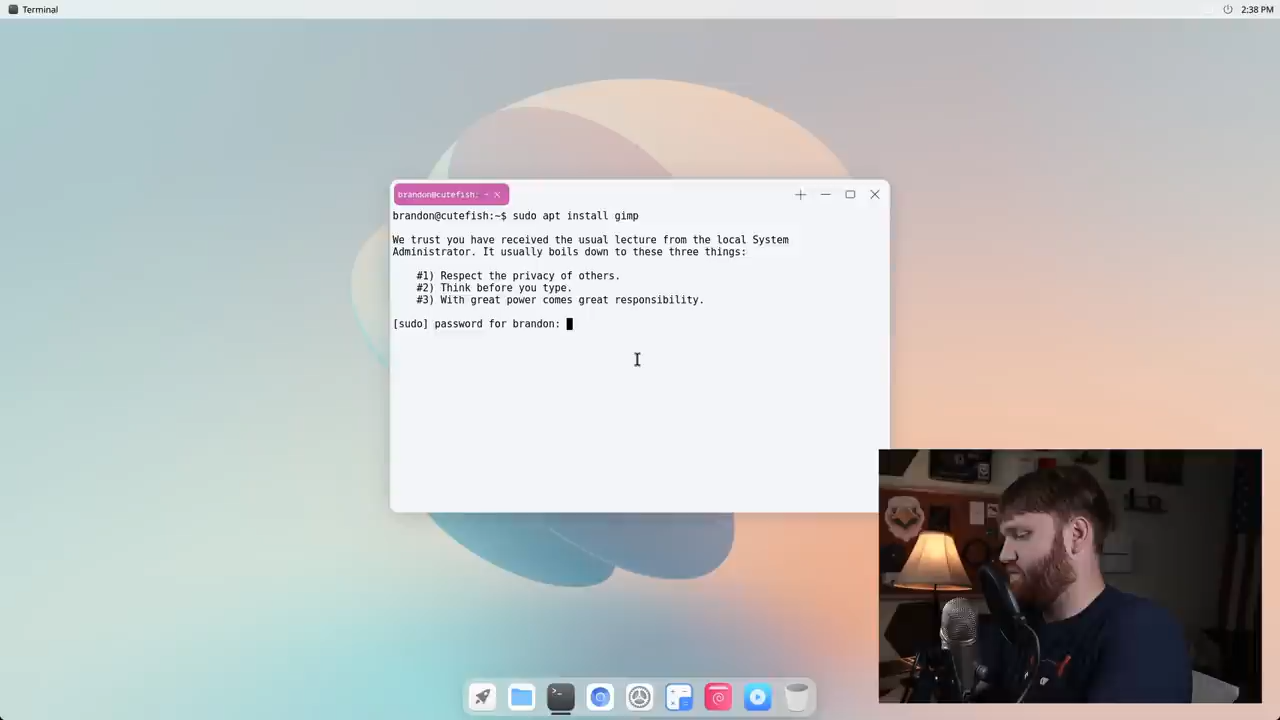 Terminal
2:38 PM
brandon@cutefish: ~
brandon@cutefish:~$ sudo apt install gimp
We trust you have received the usual lecture from the local System
Administrator. It usually boils down to these three things:
#1) Respect the privacy of others.
#2) Think before you type.
#3) With great power comes great responsibility.
[sudo] password for brandon: